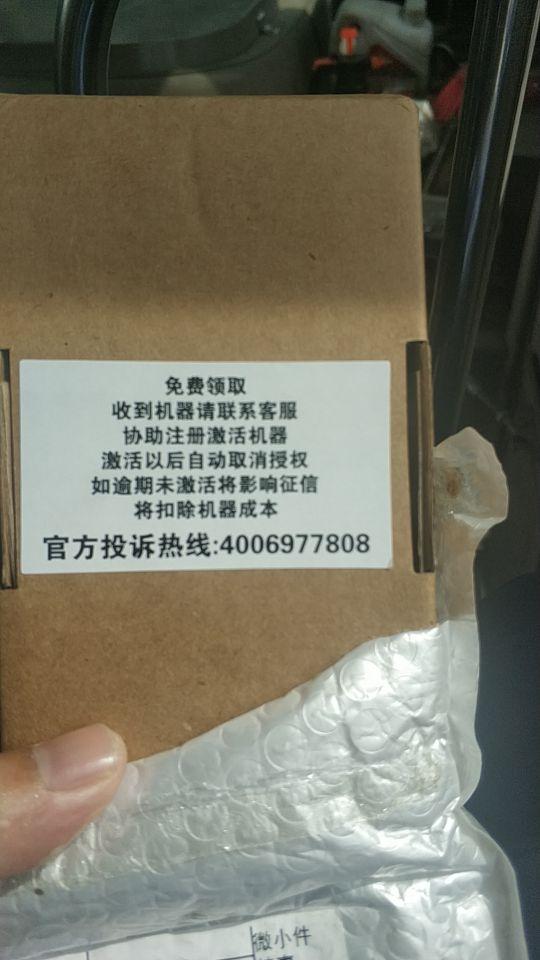 免费领取
收到机器请联系客服
协助注册激活机器
激活以后自动取消授权
如逾期未激活将影响征信
将扣除机器成本
官方投诉热线:4006977808
微小件